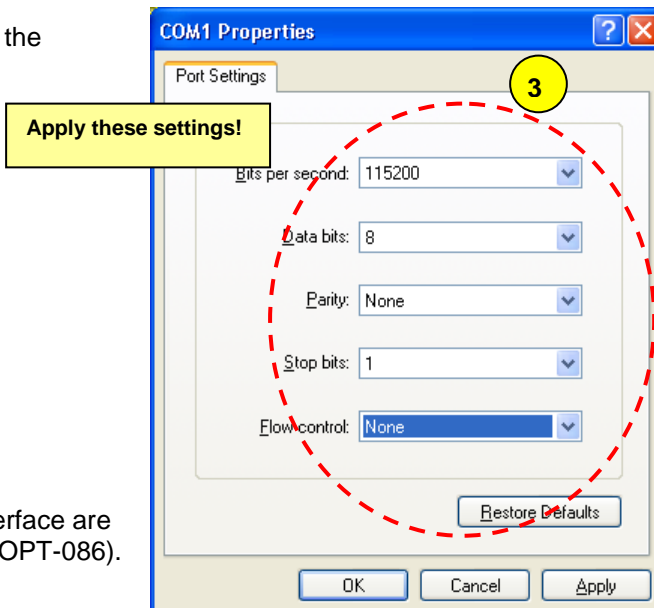 the
COM1 Properties
Port Settings
3
Apply these settings!
Bits per second: 115200
Data bits: 8
Parity: None
Stop bits: 1
Flow control: None
Restore Defaults
erface are
OPT-086).
OK Cancel Apply